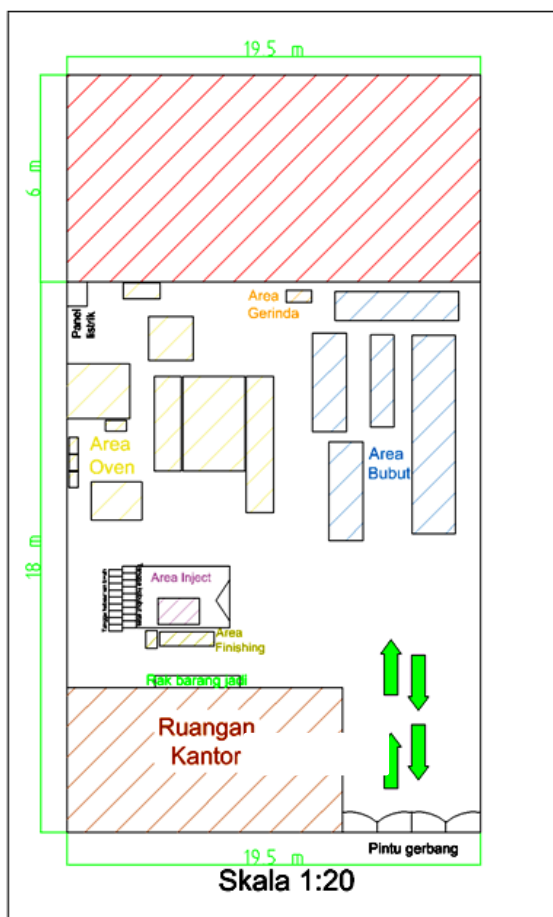 19.5 m
6 m
Area
Gerinda
Panel
listrik
Area
Oven
Area
Bubut
18 m
Area Inject
Area
Finishing
Rak barang jadi
Ruangan
Kantor
Pintu gerbang
19.5 m
Skala 1:20